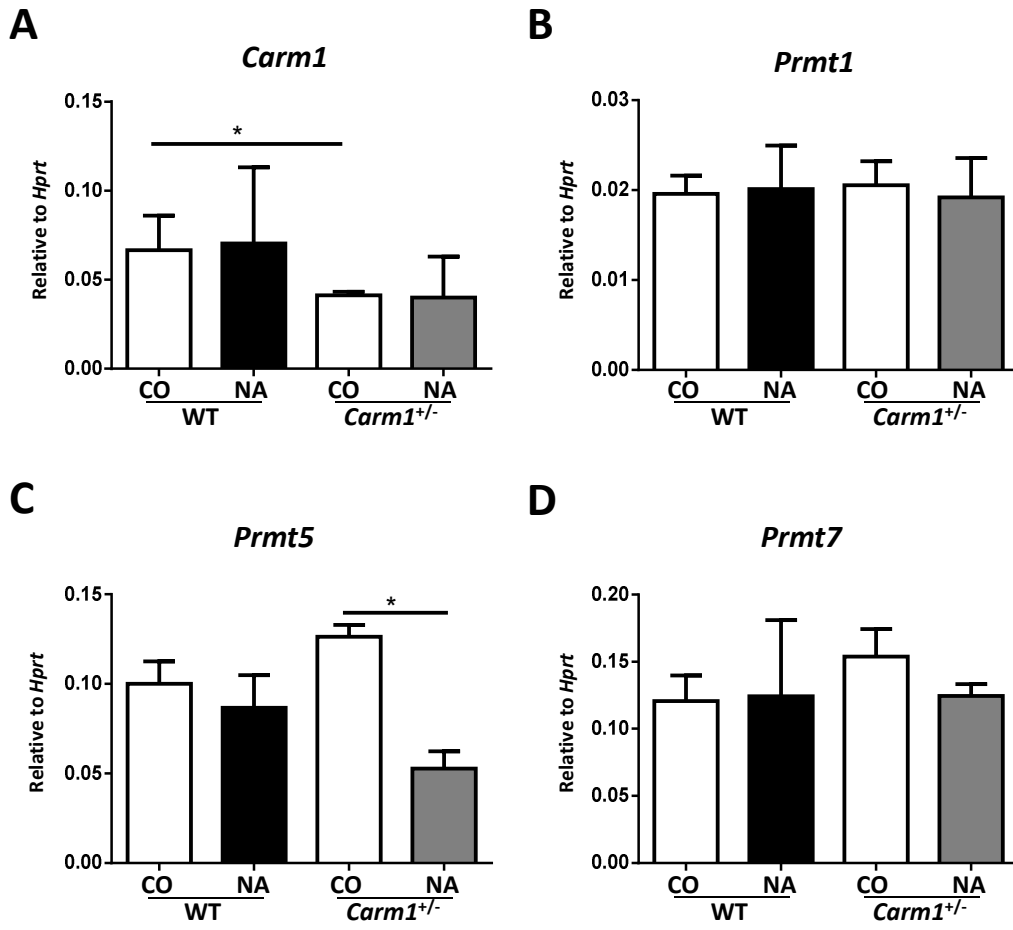 A
Carm1
Relative to Hprt
0.15
0.10
0.05
0.00
*
CO NA CO NA
WT Carm1+/-
B
Prmt1
Relative to Hprt
0.03
0.02
0.01
0.00
CO NA CO NA
WT Carm1+/-
C
Prmt5
Relative to Hprt
0.15
0.10
0.05
0.00
*
CO NA CO NA
WT Carm1+/-
D
Prmt7
Relative to Hprt
0.20
0.15
0.10
0.05
0.00
CO NA CO NA
WT Carm1+/-